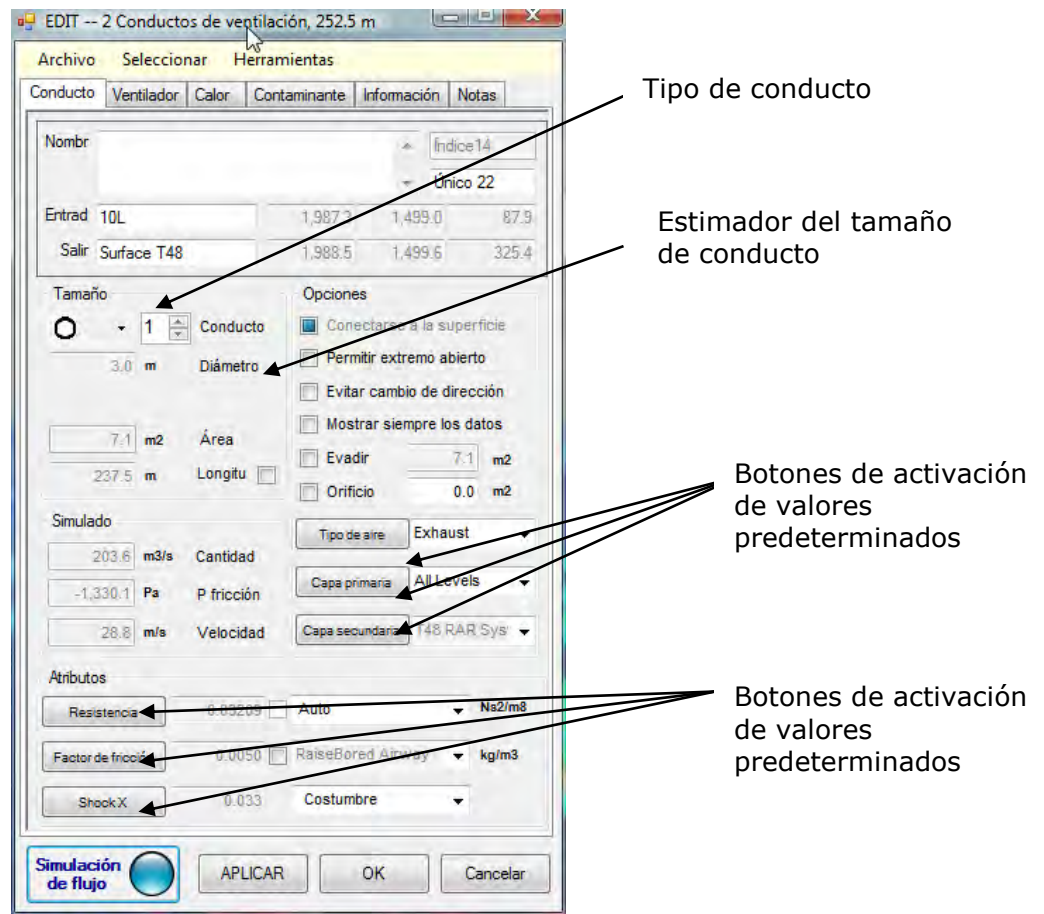 EDIT -- 2 Conductos de ventilación, 252.5 m
Archivo Seleccionar Herramientas
Conducto Ventilador Calor Contaminante Información Notas
Tipo de conducto
Nombr
Índice14
Único 22
Entrad 10L 1,987.3 1,499.0 87.9
Salir Surface T48 1,988.5 1,499.6 325.4
Estimador del tamaño
de conducto
Tamaño
1 Conducto
3.0 m Diámetro
7.1 m2 Área
237.5 m Longitu
Opciones
Conectarse a la superficie
Permitir extremo abierto
Evitar cambio de dirección
Mostrar siempre los datos
Evadir 7.1 m2
Orificio 0.0 m2
Simulado
203.6 m3/s Cantidad
-1,330.1 Pa P fricción
28.8 m/s Velocidad
Tipo de aire Exhaust
Capa primaria All Levels
Capa secundaria T48 RAR Sys
Botones de activación
de valores
predeterminados
Atributos
Resistencia 0.03209 Auto Ns2/m8
Factor de fricción 0.0050 RaiseBored Airway kg/m3
Shock X 0.033 Costumbre
Botones de activación
de valores
predeterminados
Simulación
de flujo
APLICAR OK Cancelar